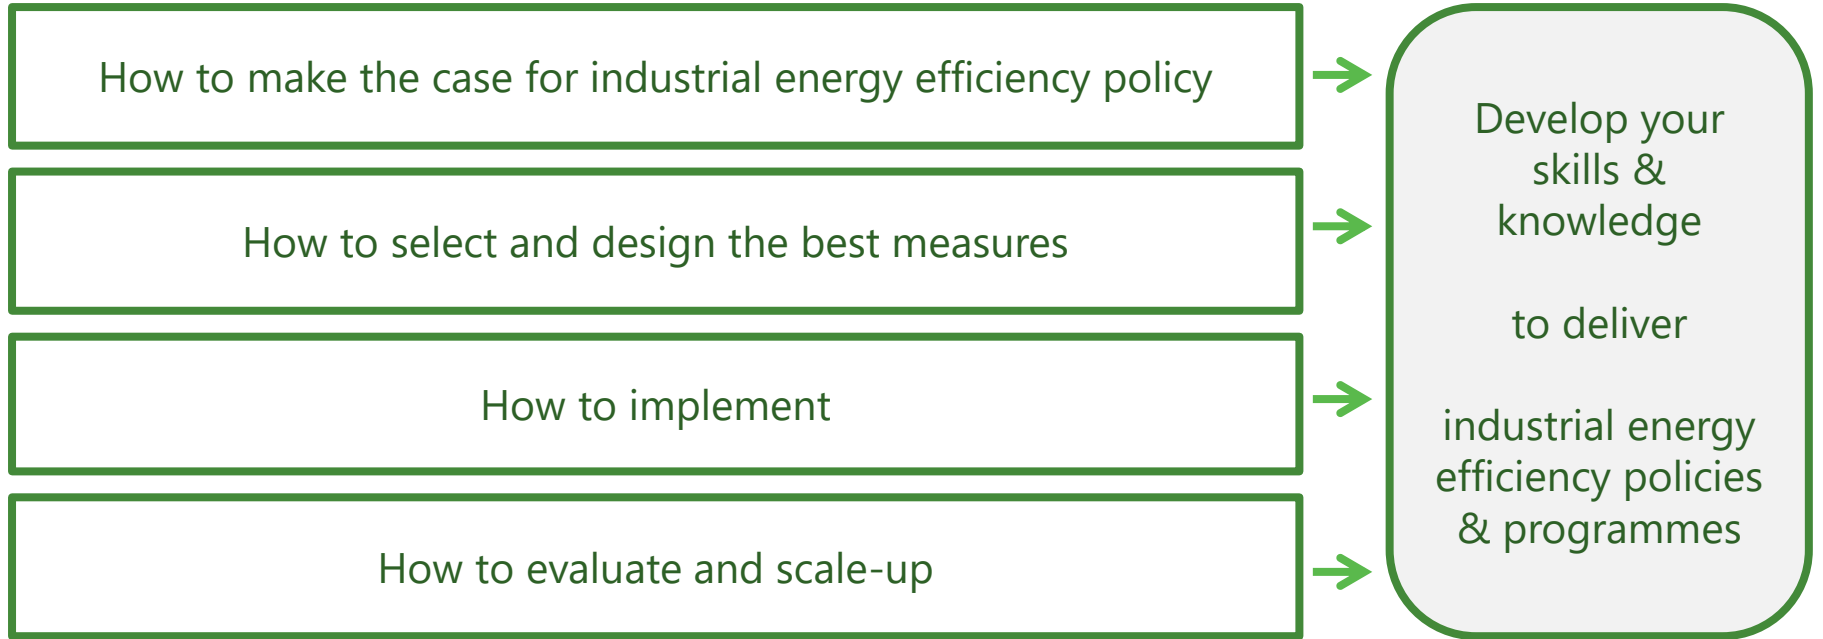 How to make the case for industrial energy efficiency policy
How to select and design the best measures
How to implement
How to evaluate and scale-up
Develop your
skills &
knowledge
to deliver
industrial energy
efficiency policies
& programmes